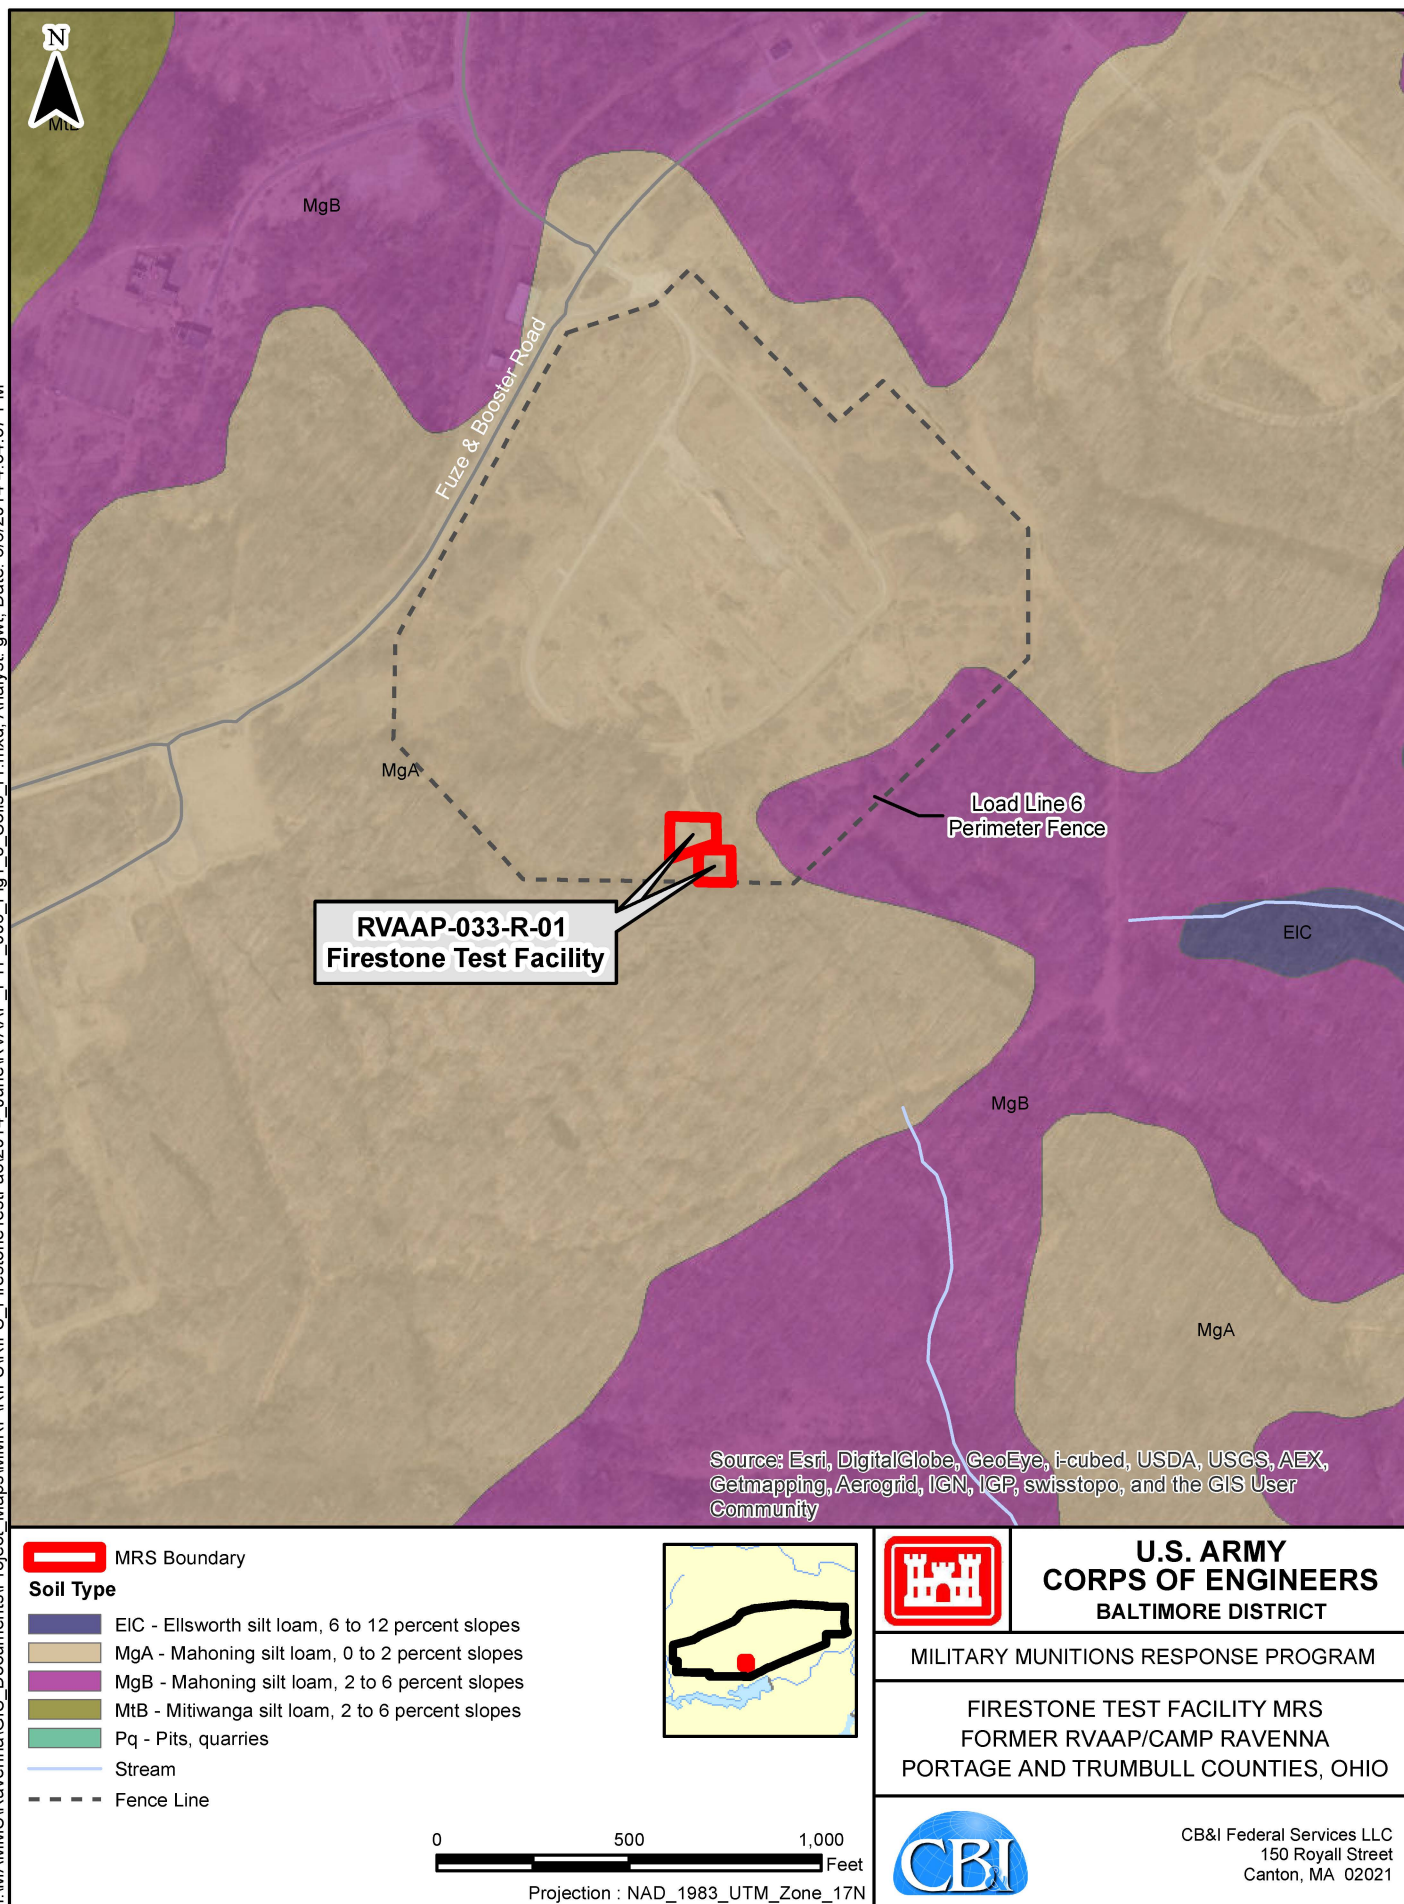 N
MgB
Fuze & Booster Road
MgA
Load Line 6
Perimeter Fence
RVAAP-033-R-01
Firestone Test Facility
ElC
MgB
MgA
Source: Esri, DigitalGlobe, GeoEye, i-cubed, USDA, USGS, AEX,
Getmapping, Aerogrid, IGN, IGP, swisstopo, and the GIS User
Community
MRS Boundary
Soil Type
ElC - Ellsworth silt loam, 6 to 12 percent slopes
MgA - Mahoning silt loam, 0 to 2 percent slopes
MgB - Mahoning silt loam, 2 to 6 percent slopes
MtB - Mitiwanga silt loam, 2 to 6 percent slopes
Pq - Pits, quarries
Stream
Fence Line
0 500 1,000
Feet
Projection : NAD_1983_UTM_Zone_17N
U.S. ARMY
CORPS OF ENGINEERS
BALTIMORE DISTRICT
MILITARY MUNITIONS RESPONSE PROGRAM
FIRESTONE TEST FACILITY MRS
FORMER RVAAP/CAMP RAVENNA
PORTAGE AND TRUMBULL COUNTIES, OHIO
CB&I
CB&I Federal Services LLC
150 Royall Street
Canton, MA 02021